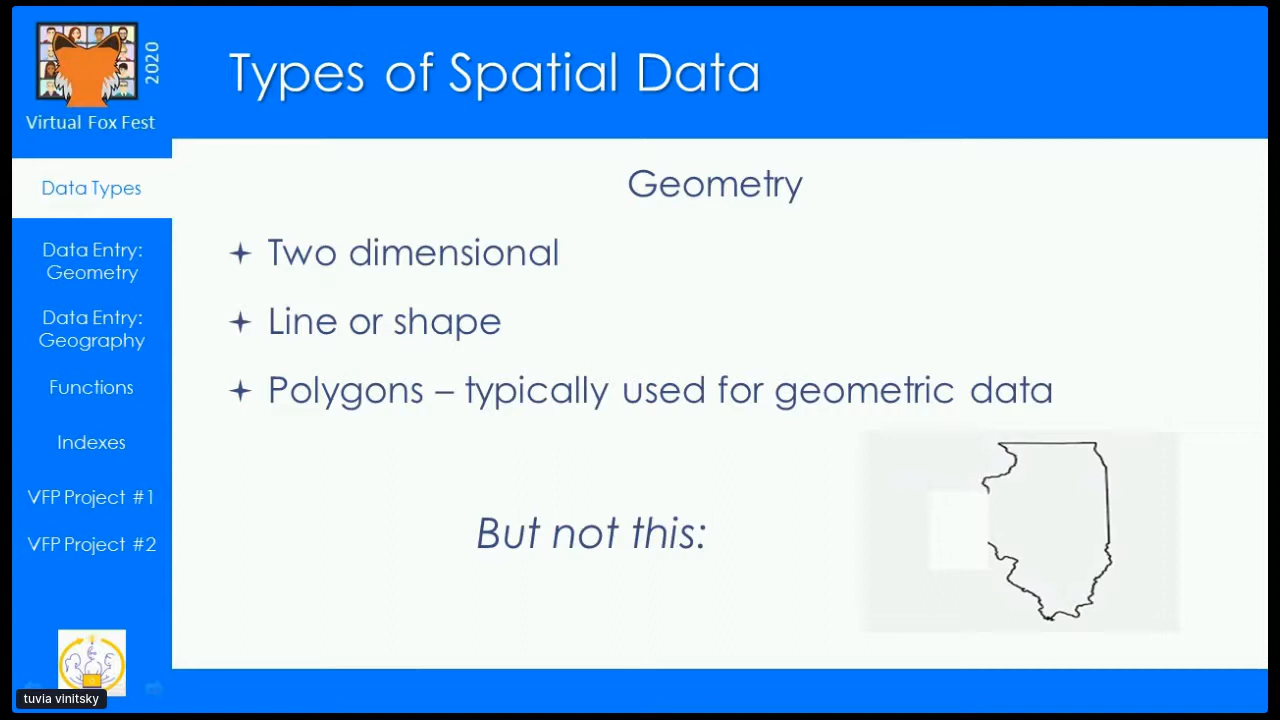 2020
Virtual Fox Fest
Types of Spatial Data
Data Types
Data Entry:
Geometry
Data Entry:
Geography
Functions
Indexes
VFP Project #1
VFP Project #2
Geometry
Two dimensional
Line or shape
Polygons – typically used for geometric data
But not this:
tuvia vinitsky